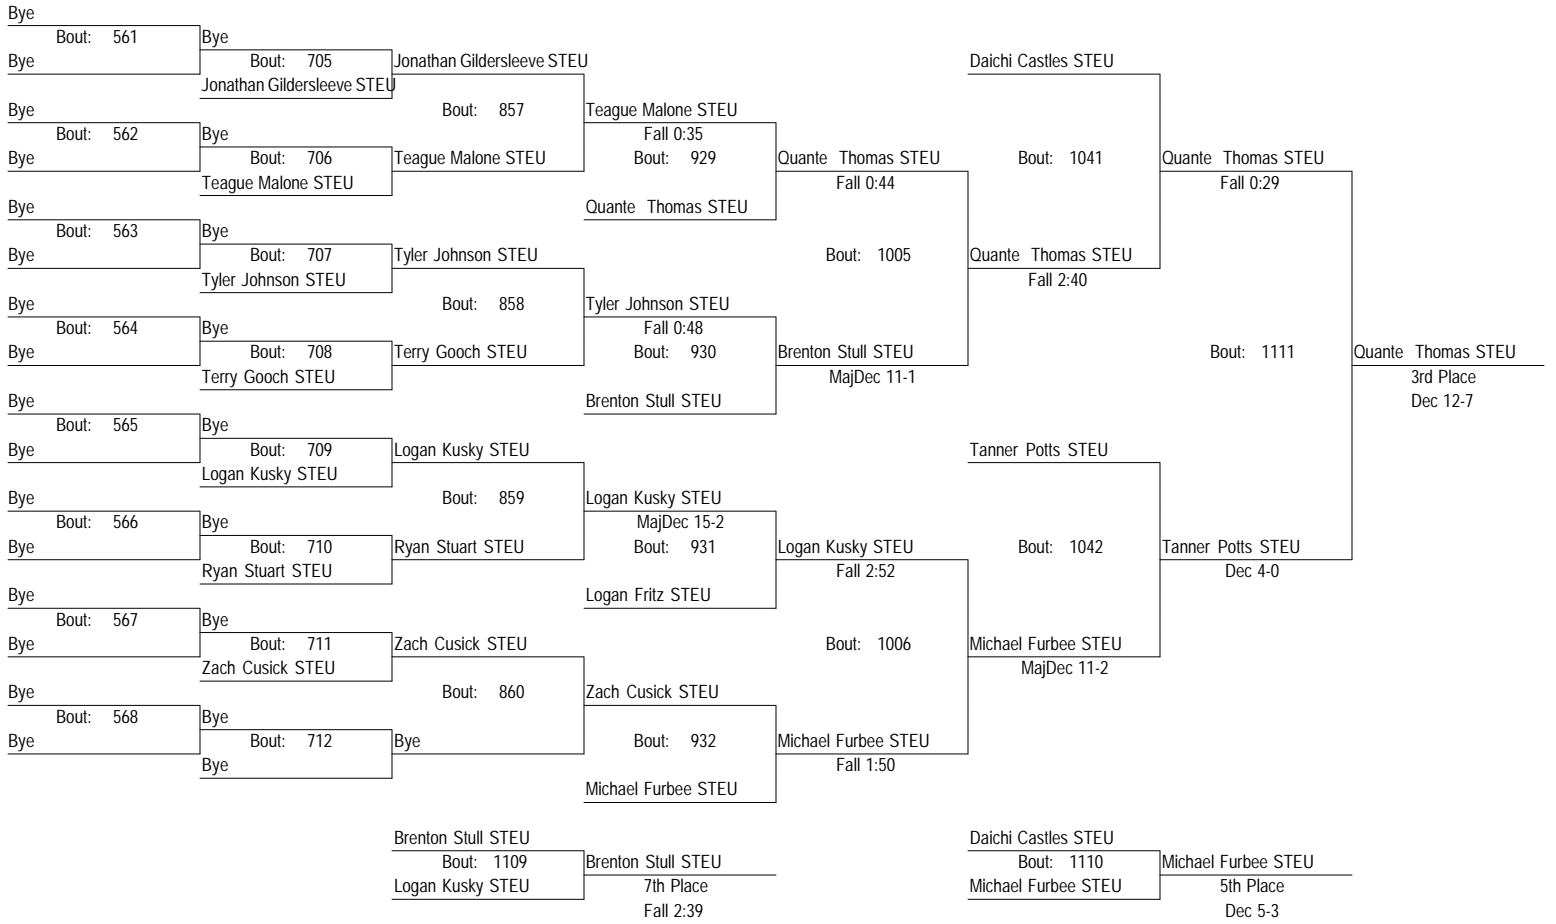 Bye
Bout: 561 Bye
Bye Bout: 705 Jonathan Gildersleeve STEU Daichi Castles STEU
Jonathan Gildersleeve STEU
Bye Bout: 857 Teague Malone STEU
Bout: 562 Bye Fall 0:35
Bye Bout: 706 Teague Malone STEU Bout: 929 Quante Thomas STEU Bout: 1041 Quante Thomas STEU
Teague Malone STEU Fall 0:44 Fall 0:29
Bye Quante Thomas STEU
Bout: 563 Bye
Bye Bout: 707 Tyler Johnson STEU Bout: 1005 Quante Thomas STEU
Tyler Johnson STEU Fall 2:40
Bye Bout: 858 Tyler Johnson STEU
Bout: 564 Bye Fall 0:48
Bye Bout: 708 Terry Gooch STEU Bout: 930 Brenton Stull STEU Bout: 1111 Quante Thomas STEU
Terry Gooch STEU MajDec 11-1 3rd Place
Bye Brenton Stull STEU Dec 12-7
Bout: 565 Bye
Bye Bout: 709 Logan Kusky STEU Tanner Potts STEU
Logan Kusky STEU
Bye Bout: 859 Logan Kusky STEU
Bout: 566 Bye MajDec 15-2
Bye Bout: 710 Ryan Stuart STEU Bout: 931 Logan Kusky STEU Bout: 1042 Tanner Potts STEU
Ryan Stuart STEU Fall 2:52 Dec 4-0
Bye Logan Fritz STEU
Bout: 567 Bye
Bye Bout: 711 Zach Cusick STEU Bout: 1006 Michael Furbee STEU
Zach Cusick STEU MajDec 11-2
Bye Bout: 860 Zach Cusick STEU
Bout: 568 Bye
Bye Bout: 712 Bye Bout: 932 Michael Furbee STEU
Bye Fall 1:50
Michael Furbee STEU
Brenton Stull STEU Daichi Castles STEU
Bout: 1109 Brenton Stull STEU Bout: 1110 Michael Furbee STEU
Logan Kusky STEU 7th Place Michael Furbee STEU 5th Place
Fall 2:39 Dec 5-3